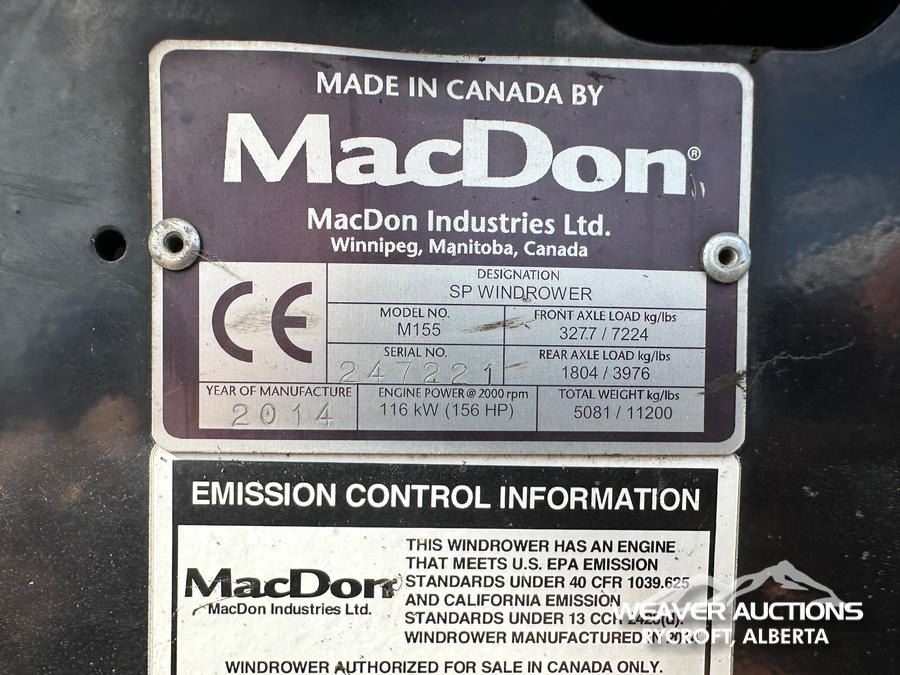 MADE IN CANADA BY
MacDon®
MacDon Industries Ltd.
Winnipeg, Manitoba, Canada
CE
DESIGNATION
SP WINDROWER
MODEL NO.
M155
FRONT AXLE LOAD kg/lbs
3277 / 7224
SERIAL NO.
247221
REAR AXLE LOAD kg/lbs
1804 / 3976
YEAR OF MANUFACTURE
2014
ENGINE POWER @ 2000 rpm
116 kW (156 HP)
TOTAL WEIGHT kg/lbs
5081 / 11200
EMISSION CONTROL INFORMATION
MacDon
MacDon Industries Ltd.
THIS WINDROWER HAS AN ENGINE
THAT MEETS U.S. EPA EMISSION
STANDARDS UNDER 40 CFR 1039.625
AND CALIFORNIA EMISSION
STANDARDS UNDER 13 CCR
WINDROWER MANUFACTURED
WINDROWER AUTHORIZED FOR SALE IN CANADA ONLY.
WEAVER AUCTIONS
RYCROFT, ALBERTA